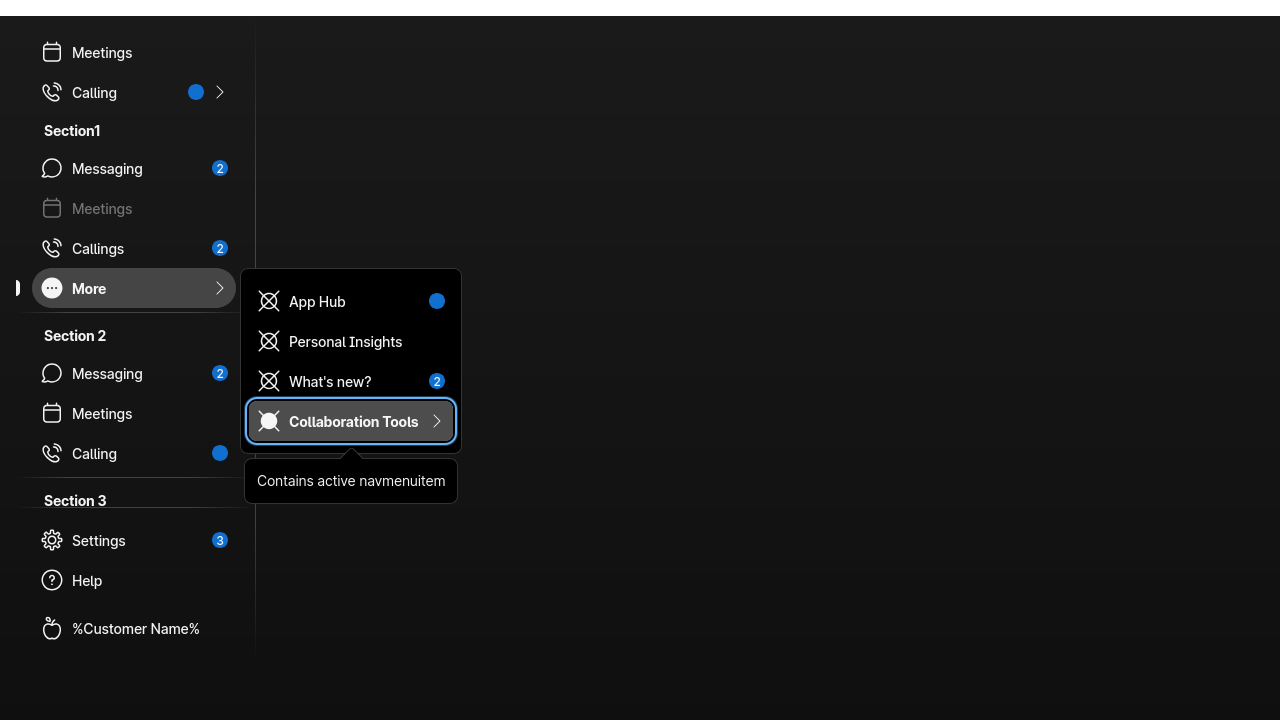 Meetings
Calling
Section1
Messaging 2
Meetings
Callings 2
More
App Hub
Personal Insights
What's new? 2
Collaboration Tools
Contains active navmenuitem
Section 2
Messaging 2
Meetings
Calling
Section 3
Settings 3
Help
%Customer Name%